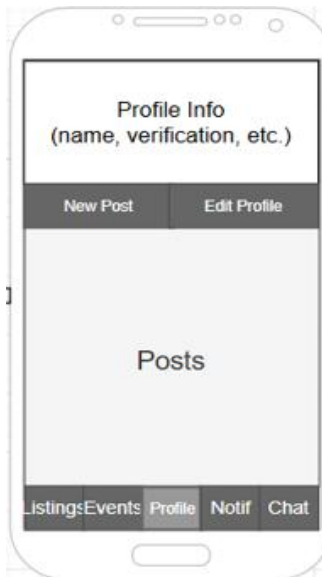 Profile Info
(name, verification, etc.)
New Post Edit Profile
Posts
Listings Events Profile Notif Chat